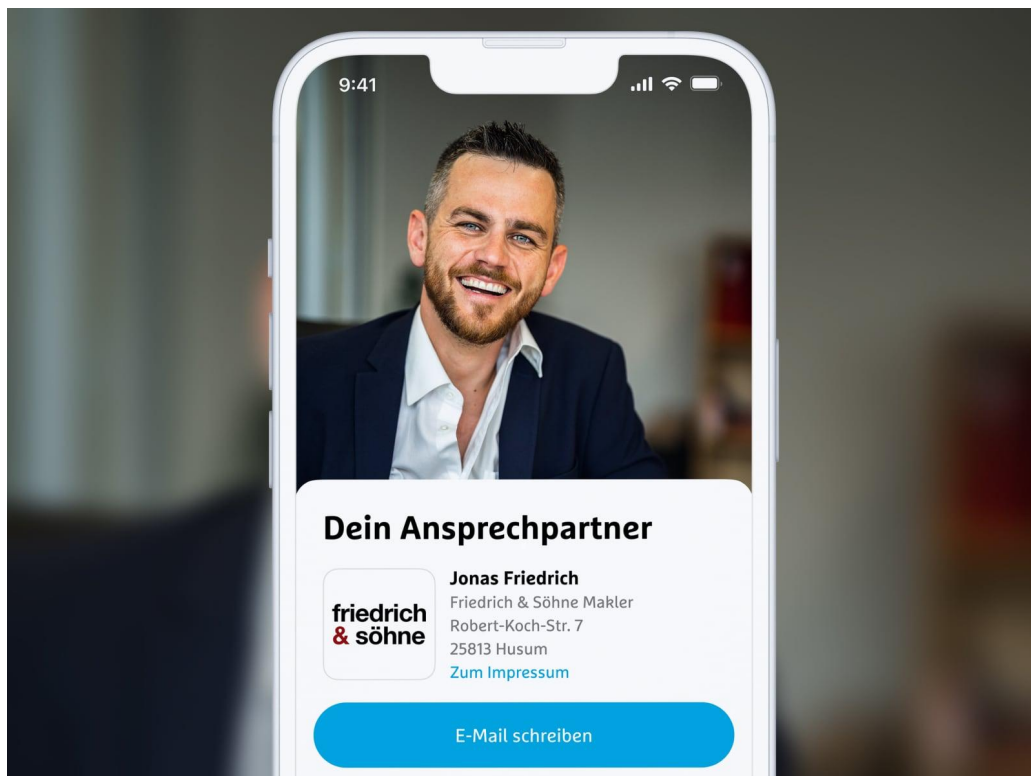 9:41
Dein Ansprechpartner
friedrich
& söhne
Jonas Friedrich
Friedrich & Söhne Makler
Robert-Koch-Str. 7
25813 Husum
Zum Impressum
E-Mail schreiben